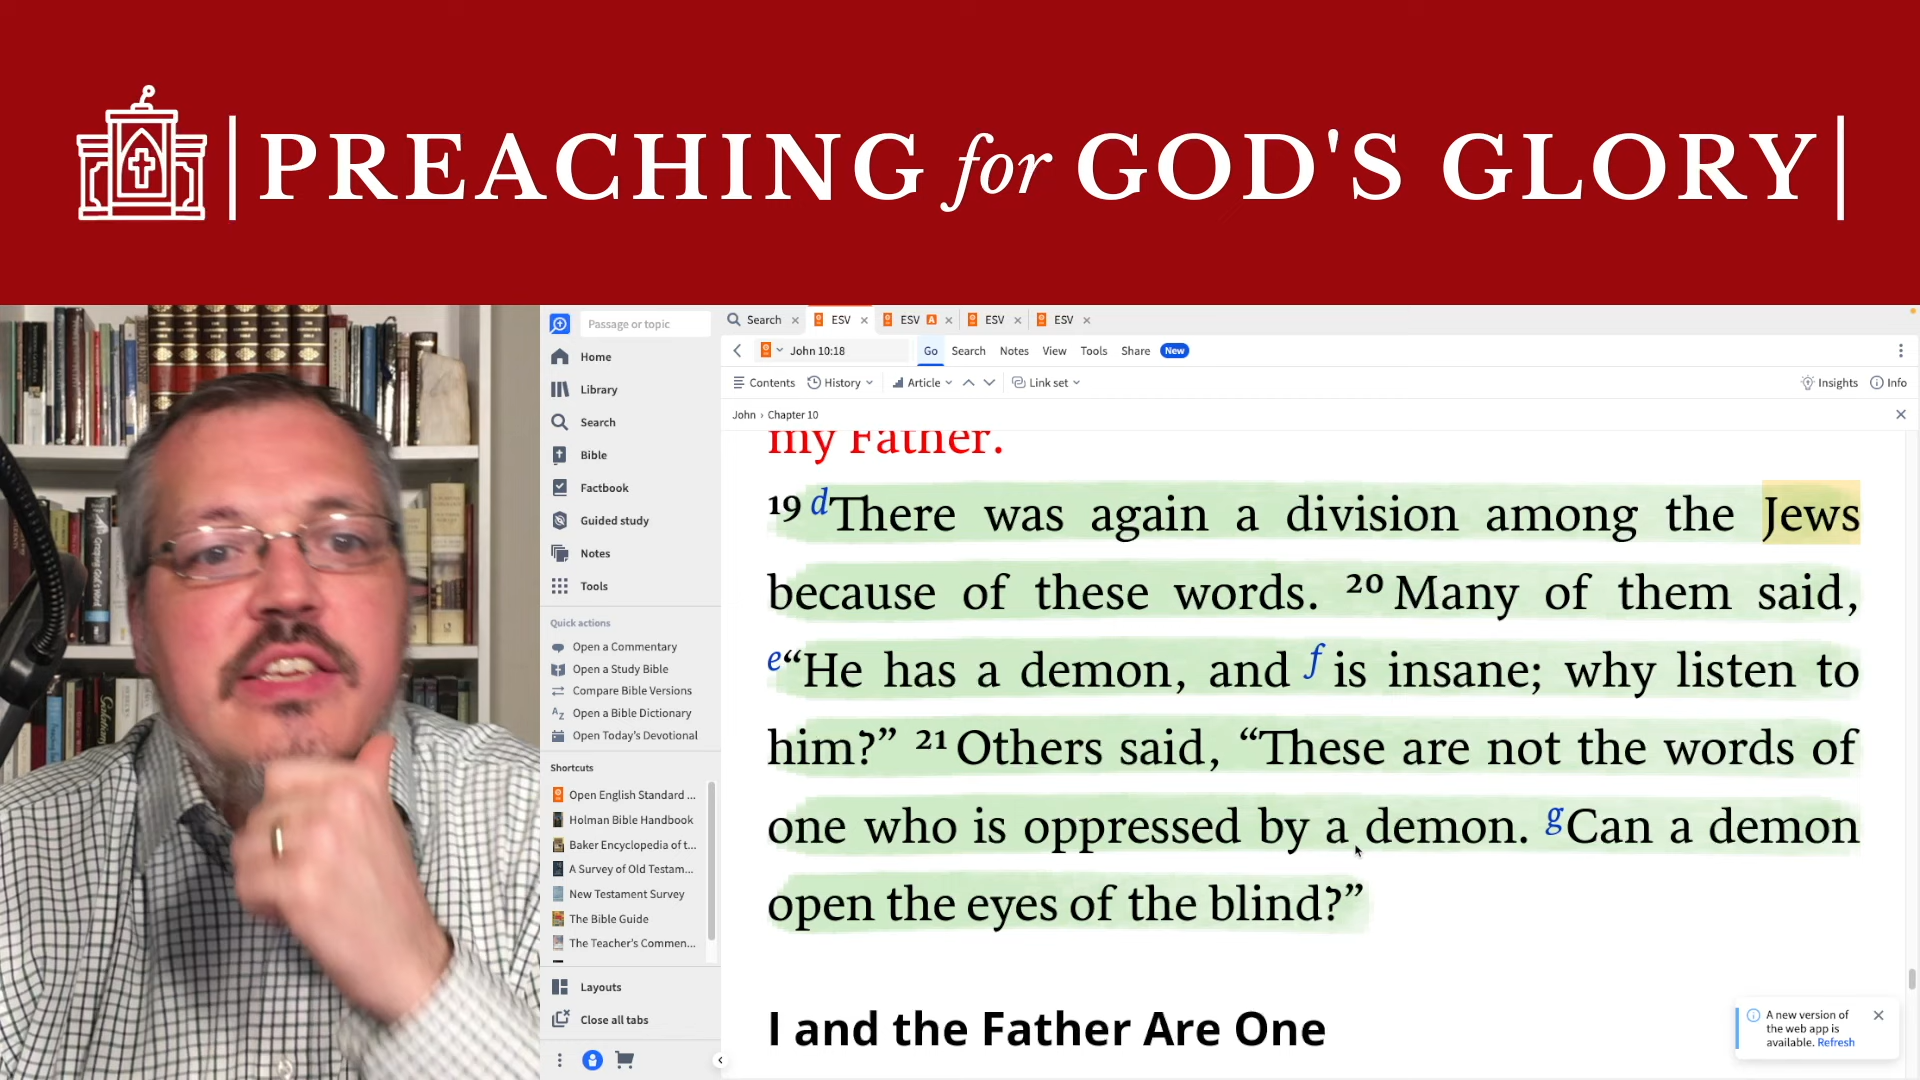 PREACHING for GOD'S GLORY
Passage or topic
Home
Library
Search
Bible
Factbook
Guided study
Notes
Tools
Quick actions
Open a Commentary
Open a Study Bible
Compare Bible Versions
Open a Bible Dictionary
Open Today's Devotional
Shortcuts
Open English Standard ...
Holman Bible Handbook
Baker Encyclopedia of t...
A Survey of Old Testam...
New Testament Survey
The Bible Guide
The Teacher's Commen...
Layouts
Close all tabs
Search ESV ESV A ESV ESV
John 10:18 Go Search Notes View Tools Share New
Contents History Article Link set Insights Info
John › Chapter 10
my Father.
19 d There was again a division among the Jews
because of these words. 20 Many of them said,
e “He has a demon, and f is insane; why listen to
him?” 21 Others said, “These are not the words of
one who is oppressed by a demon. g Can a demon
open the eyes of the blind?”
I and the Father Are One
A new version of
the web app is
available. Refresh